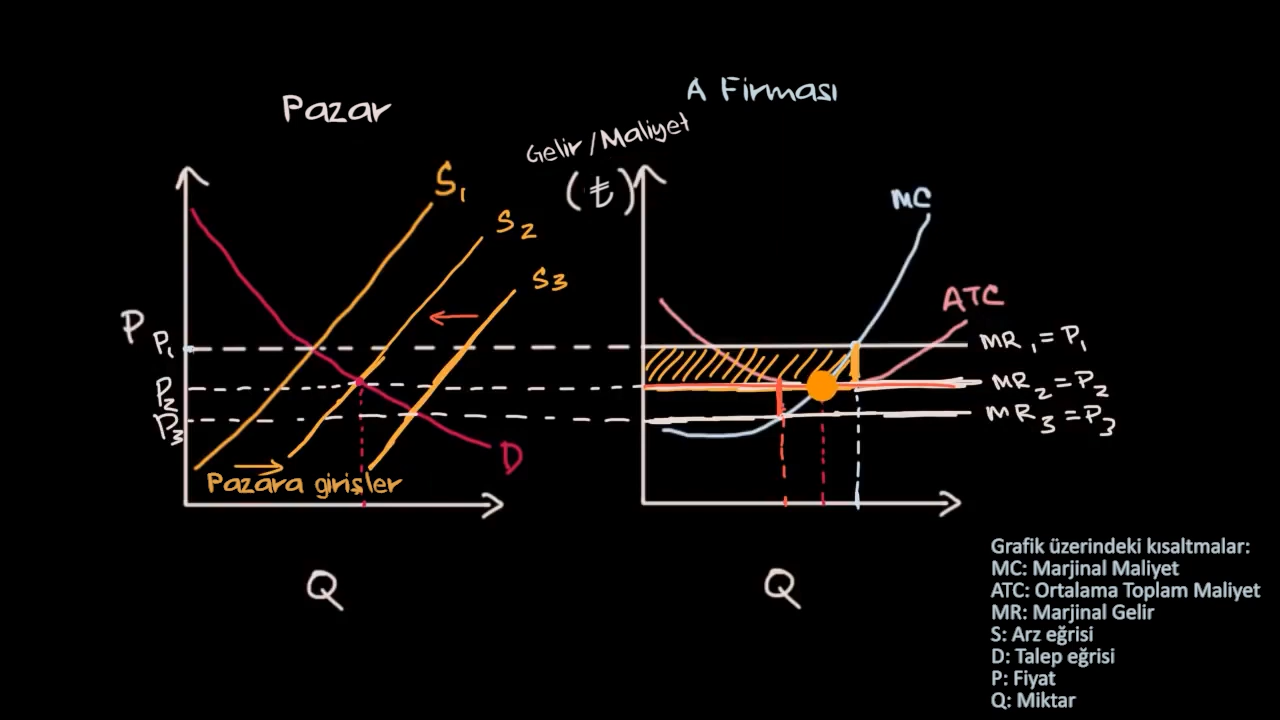 Pazar
A Firması
Gelir/Maliyet
(₺)
S1
S2
S3
MC
ATC
P
P1
P2
P3
MR1=P1
MR2=P2
MR3=P3
D
Pazara girişler
Q
Q
Grafik üzerindeki kısaltmalar:
MC: Marjinal Maliyet
ATC: Ortalama Toplam Maliyet
MR: Marjinal Gelir
S: Arz eğrisi
D: Talep eğrisi
P: Fiyat
Q: Miktar